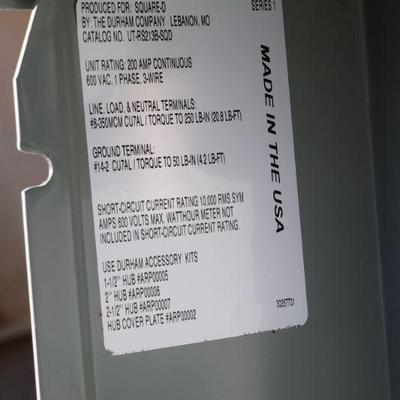 PRODUCED FOR: SQUARE-D
SERIES 1
BY: THE DURHAM COMPANY LEBANON, MO
CATALOG NO. UT-RS213B-SQD
UNIT RATING: 200 AMP CONTINUOUS
600 VAC, 1 PHASE, 3-WIRE
LINE, LOAD, & NEUTRAL TERMINALS:
#6-350MCM CU7AL / TORQUE TO 250 LB-IN (20.8 LB-FT)
GROUND TERMINAL:
#14-2 CU7AL / TORQUE TO 50 LB-IN (4.2 LB-FT)
MADE IN THE USA
SHORT-CIRCUIT CURRENT RATING 10,000 RMS SYM
AMPS 600 VOLTS MAX. WATTHOUR METER NOT
INCLUDED IN SHORT-CIRCUIT CURRENT RATING.
USE DURHAM ACCESSORY KITS
1-1/2" HUB #ARP00005
2" HUB #ARP00006
2-1/2" HUB #ARP00007
HUB COVER PLATE #ARP00002
33257701